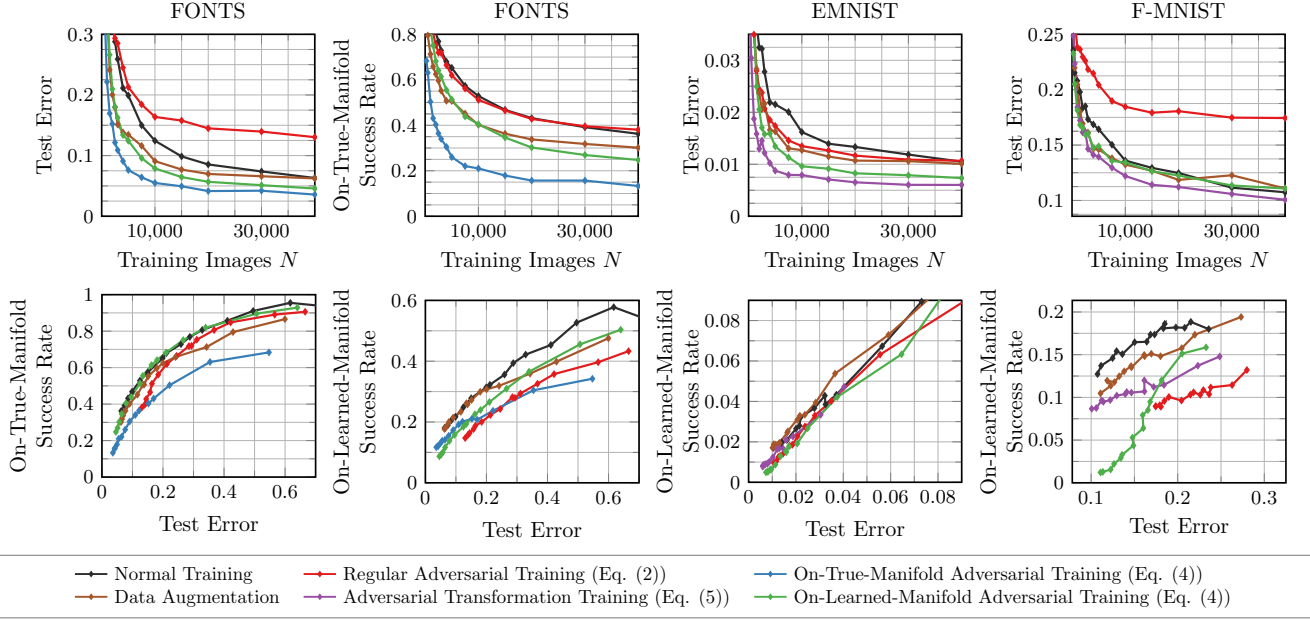 FONTS
FONTS
EMNIST
F-MNIST
Test Error
0.3
0.2
0.1
0
10,000
30,000
Training Images N
On-True-Manifold
Success Rate
0.8
0.6
0.4
0.2
0
10,000
30,000
Training Images N
Test Error
0.03
0.02
0.01
0
10,000
30,000
Training Images N
Test Error
0.25
0.2
0.15
0.1
10,000
30,000
Training Images N
On-True-Manifold
Success Rate
1
0.8
0.6
0.4
0.2
0
0
0.2
0.4
0.6
Test Error
On-Learned-Manifold
Success Rate
0.6
0.4
0.2
0
0
0.2
0.4
0.6
Test Error
On-Learned-Manifold
Success Rate
0.08
0.06
0.04
0.02
0
0
0.02
0.04
0.06
0.08
Test Error
On-Learned-Manifold
Success Rate
0.2
0.15
0.1
0.05
0
0.1
0.2
0.3
Test Error
Normal Training
Regular Adversarial Training (Eq. (2))
On-True-Manifold Adversarial Training (Eq. (4))
Data Augmentation
Adversarial Transformation Training (Eq. (5))
On-Learned-Manifold Adversarial Training (Eq. (4))